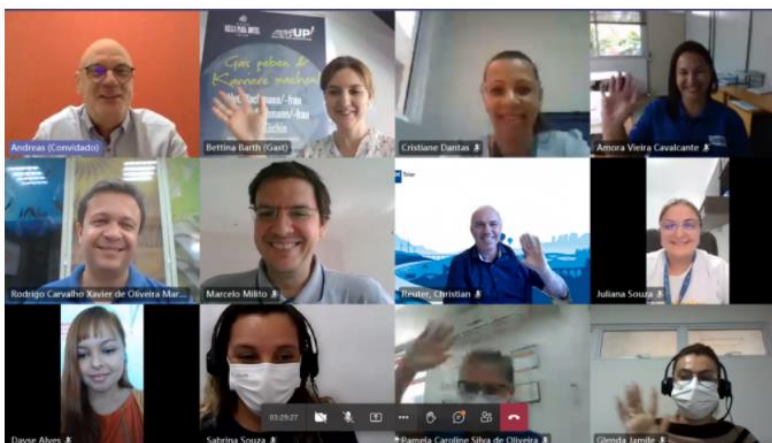 UP!
Gas geben &
Karriere machen!
Andreas (Convidado)
Bettina Barth (Gast)
Cristiane Dantas
Amora Vieira Cavalcante
Trier
Rodrigo Carvalho Xavier de Oliveira Mar...
Marcelo Milito
Reuter, Christian
Juliana Souza
Dayse Alves
Sabrina Souza
03:29:27
Pamela Caroline Silva de Oliveira
Glenda Jamile